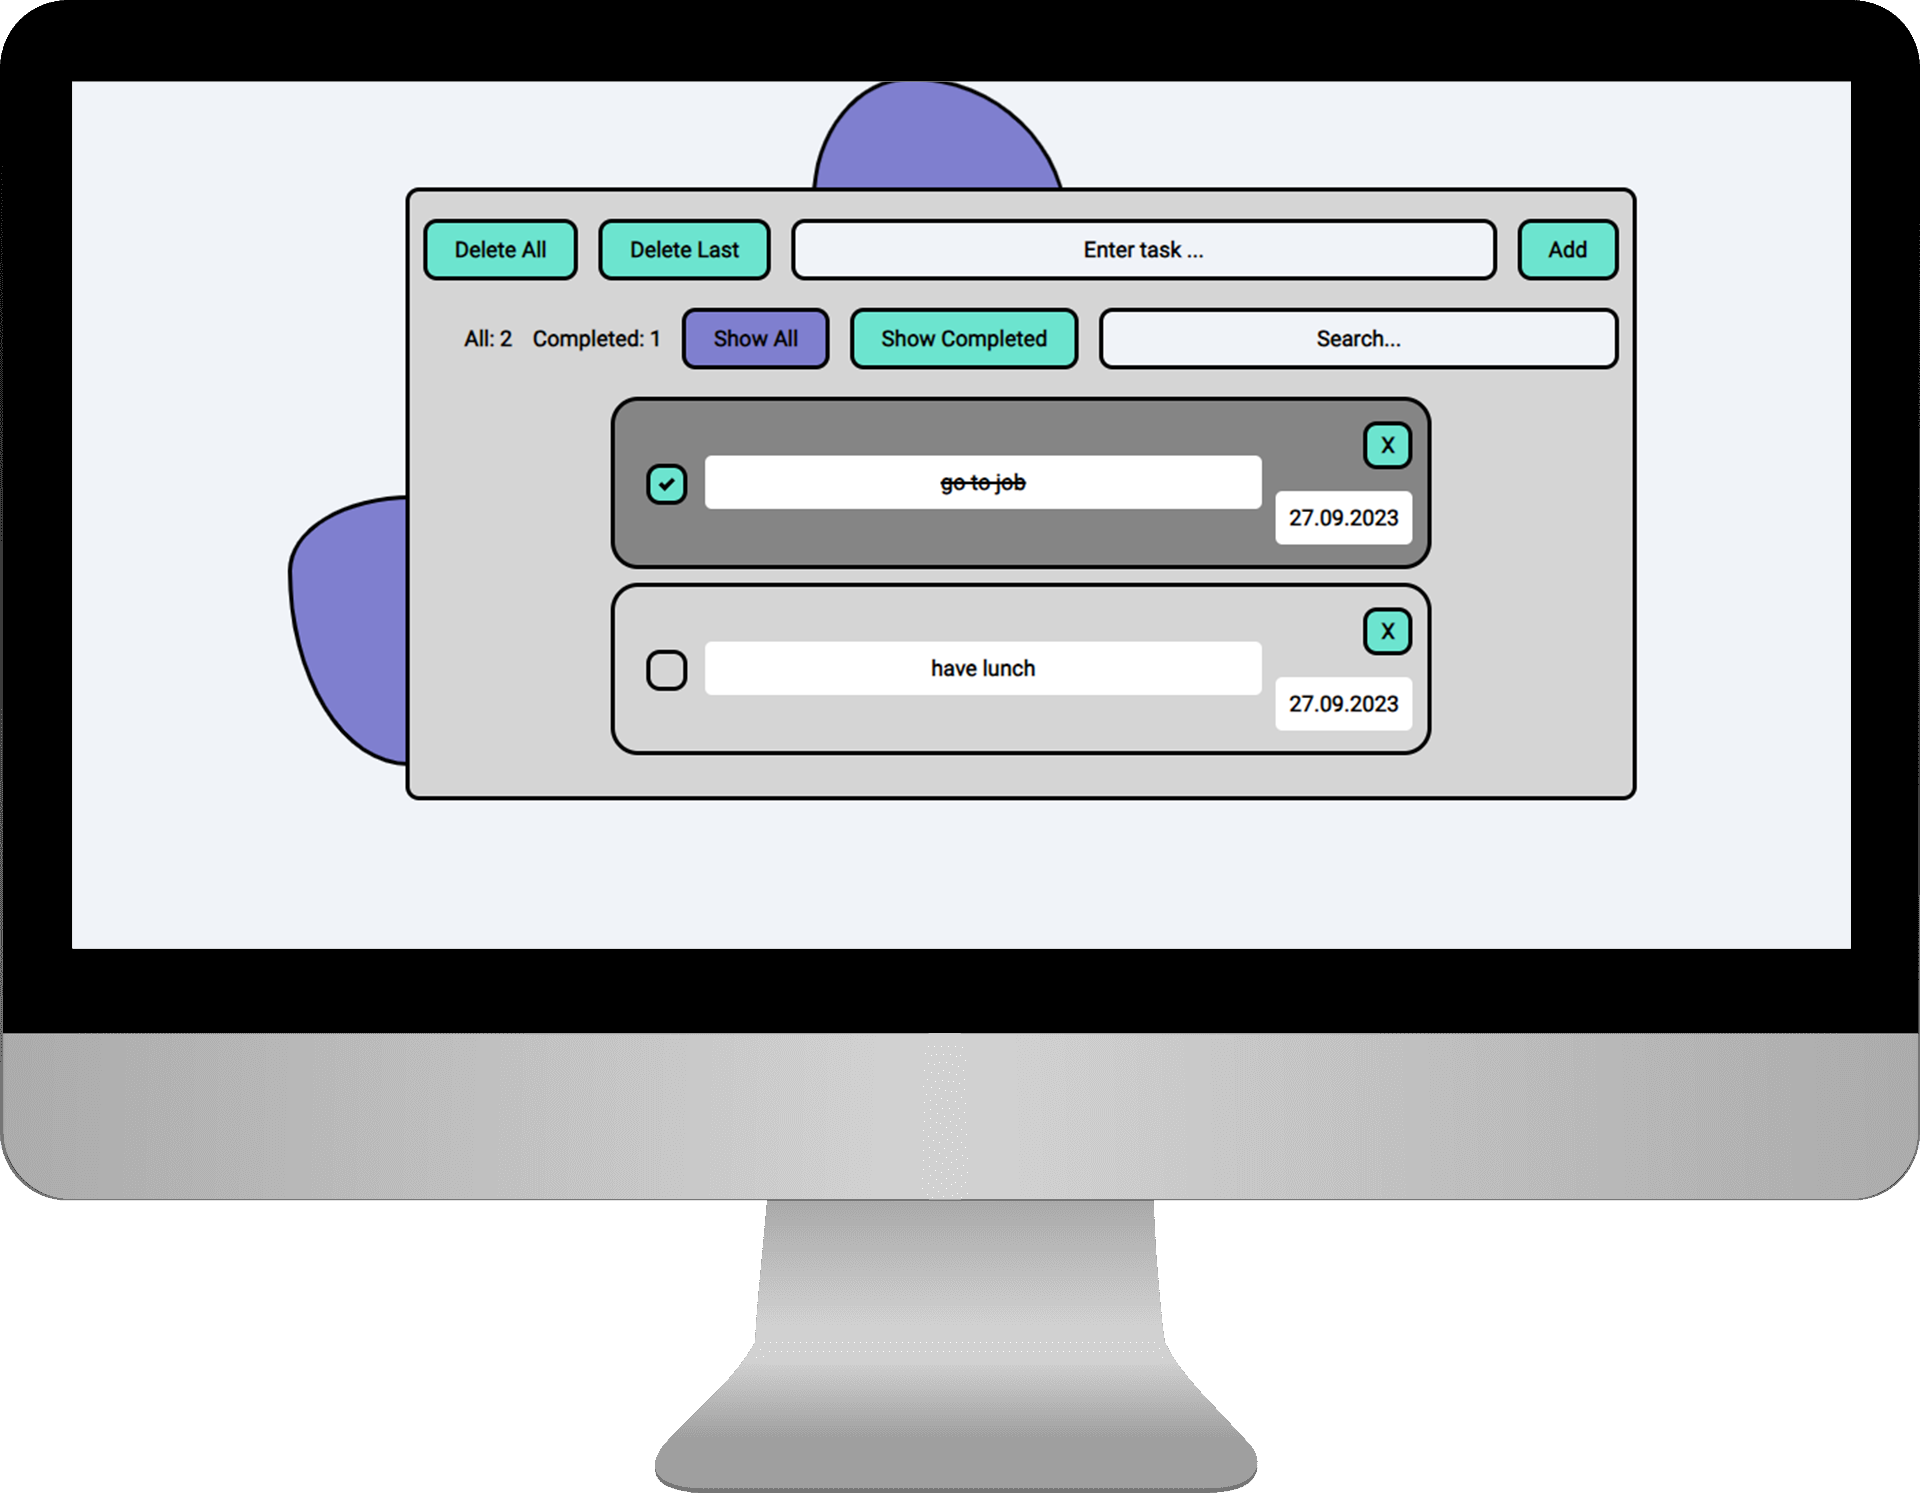 Delete All Delete Last Enter task ... Add
All: 2 Completed: 1 Show All Show Completed Search...
X
go to job
27.09.2023
X
have lunch
27.09.2023